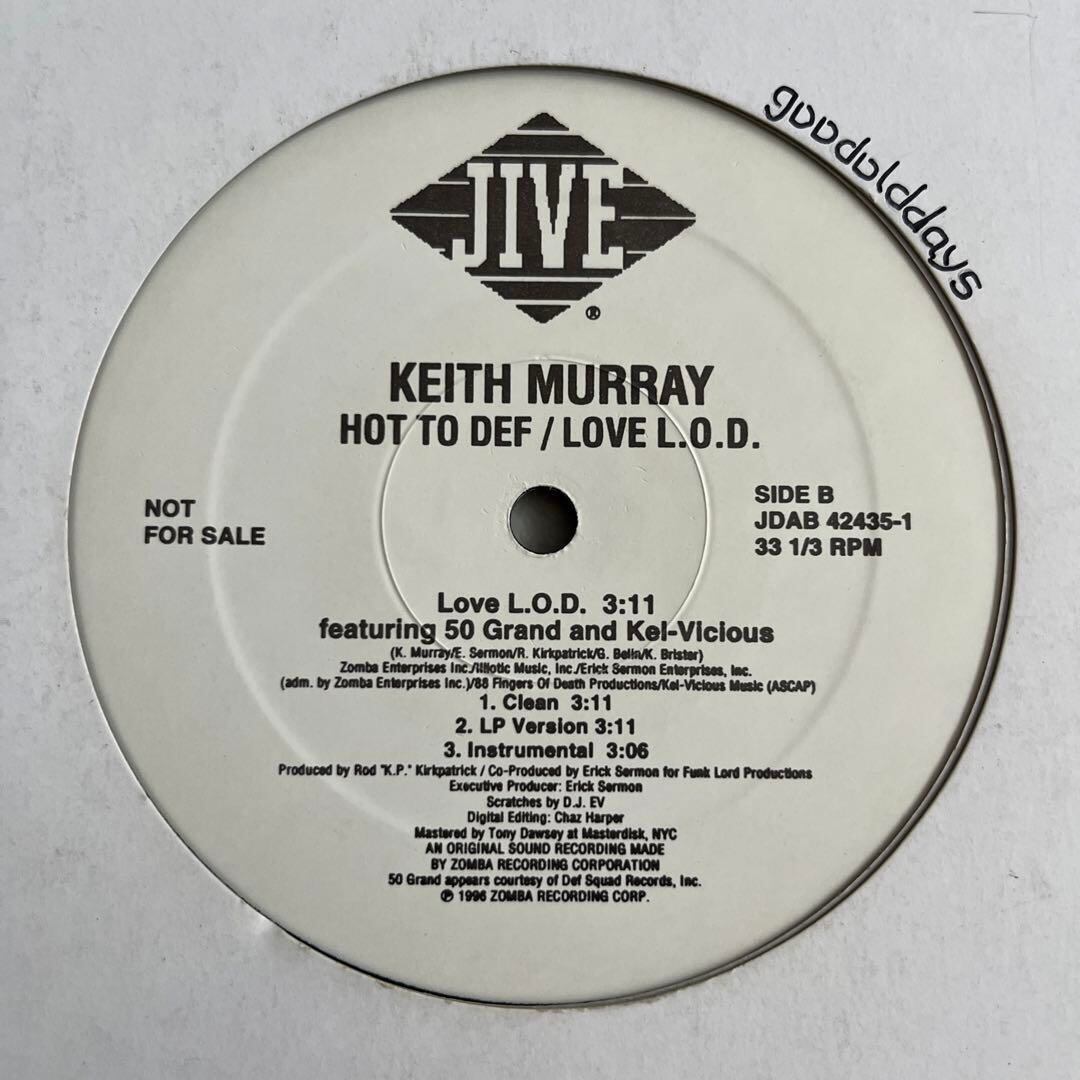 gooodolddays
JIVE
®
KEITH MURRAY
HOT TO DEF / LOVE L.O.D.
NOT
FOR SALE
SIDE B
JDAB 42435-1
33 1/3 RPM
Love L.O.D. 3:11
featuring 50 Grand and Kel-Vicious
(K. Murray/E. Sermon/R. Kirkpatrick/G. Belin/K. Brister)
Zomba Enterprises Inc./Illiotic Music, Inc./Erick Sermon Enterprises, Inc.
(adm. by Zomba Enterprises Inc.)/88 Fingers Of Death Productions/Kel-Vicious Music (ASCAP)
1. Clean 3:11
2. LP Version 3:11
3. Instrumental 3:06
Produced by Rod "K.P." Kirkpatrick / Co-Produced by Erick Sermon for Funk Lord Productions
Executive Producer: Erick Sermon
Scratches by D.J. EV
Digital Editing: Chaz Harper
Mastered by Tony Dawsey at Masterdisk, NYC
AN ORIGINAL SOUND RECORDING MADE
BY ZOMBA RECORDING CORPORATION
50 Grand appears courtesy of Def Squad Records, Inc.
℗ 1996 ZOMBA RECORDING CORP.